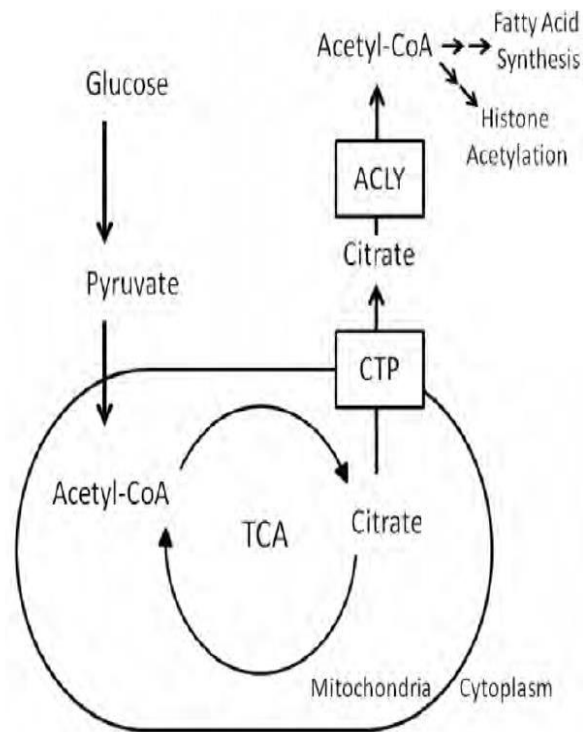 Glucose
Pyruvate
Acetyl-CoA
Fatty Acid
Synthesis
Histone
Acetylation
ACLY
Citrate
CTP
Acetyl-CoA
TCA
Citrate
Mitochondria
Cytoplasm